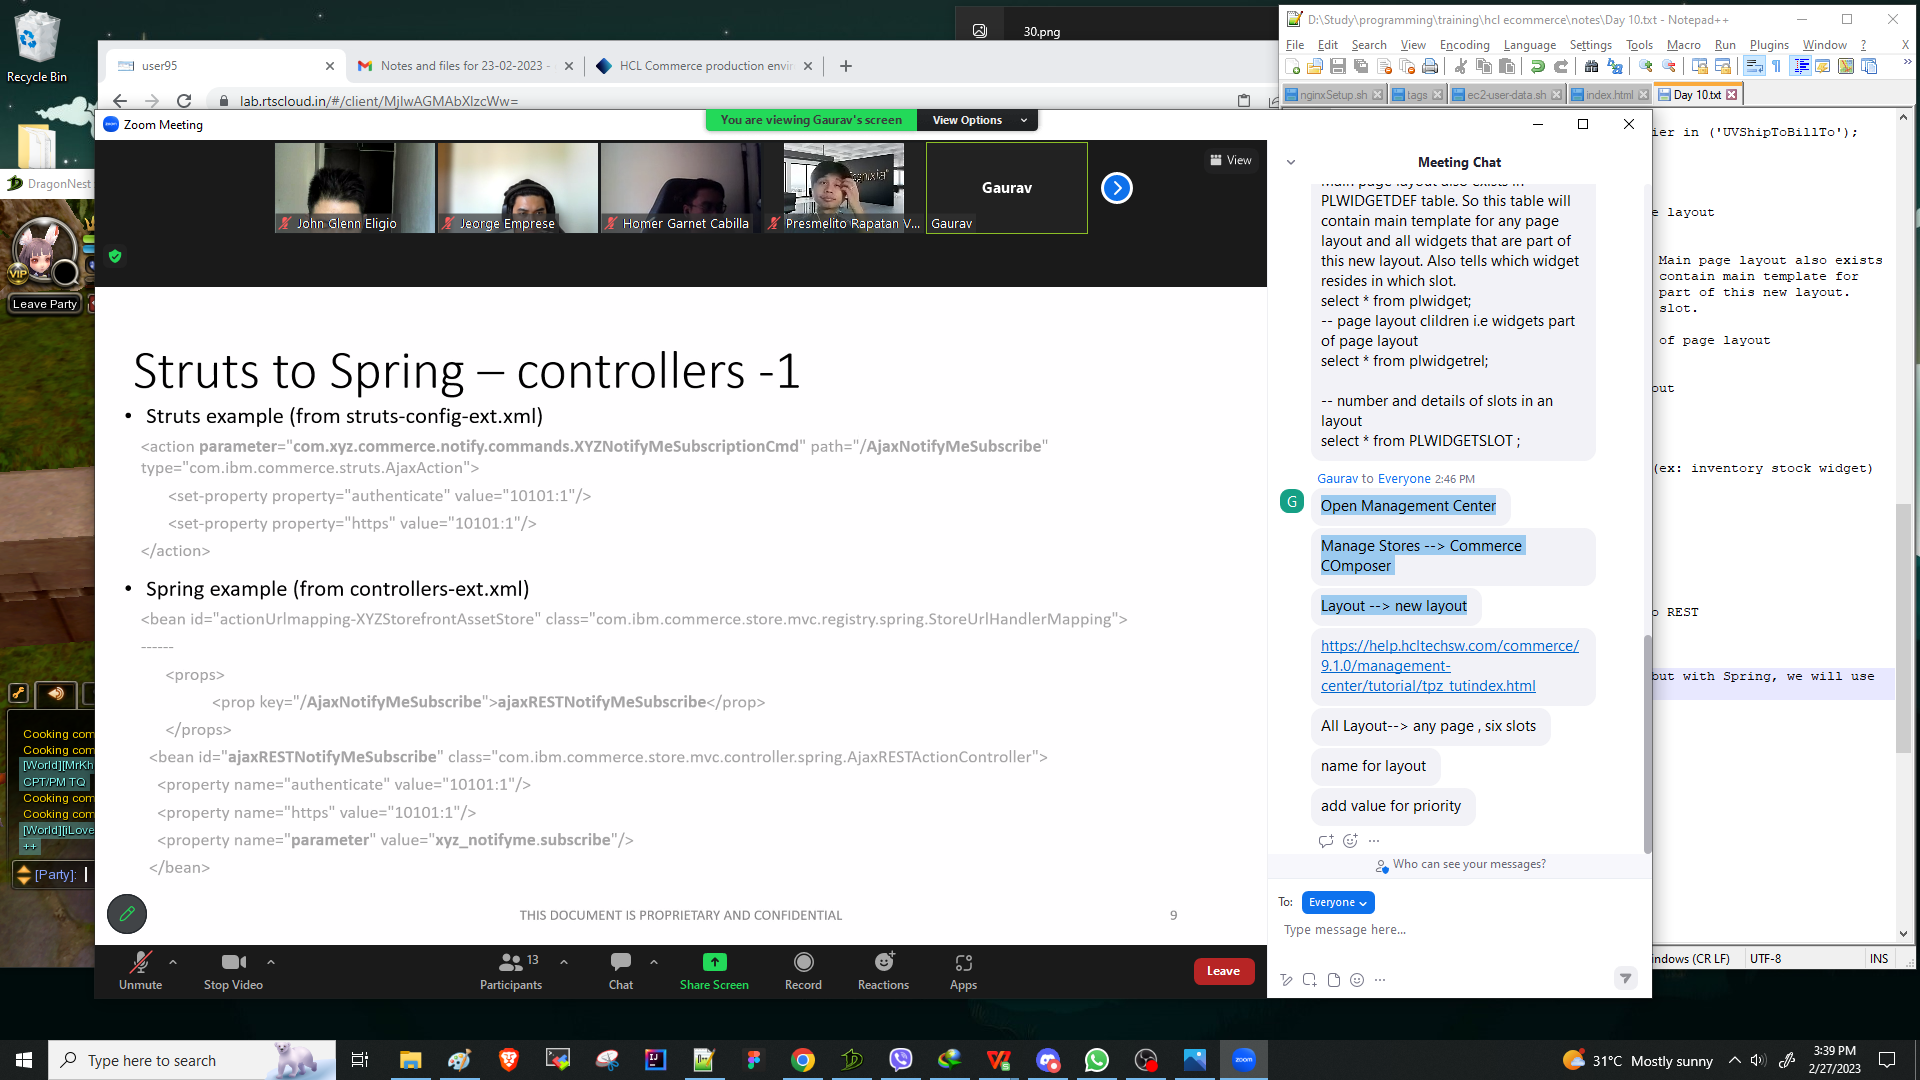 Recycle Bin
30.png
D:\Study\programming\training\hcl ecommerce\notes\Day 10.txt - Notepad++
File Edit Search View Encoding Language Settings Tools Macro Run Plugins Window ? X
nginxSetup.sh
tags
ec2-user-data.sh
index.html
Day 10.txt
user95
Notes and files for 23-02-2023 -
HCL Commerce production envir
lab.rtscloud.in/#/client/MjIwAGMAbXlzcWw=
Zoom Meeting
You are viewing Gaurav's screen
View Options
View
John Glenn Eligio
Jeorge Emprese
Homer Garnet Cabilla
Presmelito Rapatan V...
Gaurav
Gaurav
DragonNest
VIP
Leave Party
Struts to Spring – controllers -1
• Struts example (from struts-config-ext.xml)
<action parameter="com.xyz.commerce.notify.commands.XYZNotifyMeSubscriptionCmd" path="/AjaxNotifyMeSubscribe"
type="com.ibm.commerce.struts.AjaxAction">
<set-property property="authenticate" value="10101:1"/>
<set-property property="https" value="10101:1"/>
</action>
• Spring example (from controllers-ext.xml)
<bean id="actionUrlmapping-XYZStorefrontAssetStore" class="com.ibm.commerce.store.mvc.registry.spring.StoreUrlHandlerMapping">
------
<props>
<prop key="/AjaxNotifyMeSubscribe">ajaxRESTNotifyMeSubscribe</prop>
</props>
<bean id="ajaxRESTNotifyMeSubscribe" class="com.ibm.commerce.store.mvc.controller.spring.AjaxRESTActionController">
<property name="authenticate" value="10101:1"/>
<property name="https" value="10101:1"/>
<property name="parameter" value="xyz_notifyme.subscribe"/>
</bean>
THIS DOCUMENT IS PROPRIETARY AND CONFIDENTIAL
9
Cooking com
Cooking com
[World][MrKh
CPT/PM TQ
Cooking com
Cooking com
[World][iLove
++
[Party]:
Unmute
Stop Video
13
Participants
Chat
Share Screen
Record
Reactions
Apps
Leave
Meeting Chat
Main page layout also exists in
PLWIDGETDEF table. So this table will
contain main template for any page
layout and all widgets that are part of
this new layout. Also tells which widget
resides in which slot.
select * from plwidget;
-- page layout clildren i.e widgets part
of page layout
select * from plwidgetrel;
-- number and details of slots in an
layout
select * from PLWIDGETSLOT ;
Gaurav to Everyone 2:46 PM
G
Open Management Center
Manage Stores --> Commerce
COmposer
Layout --> new layout
https://help.hcltechsw.com/commerce/
9.1.0/management-
center/tutorial/tpz_tutindex.html
All Layout--> any page , six slots
name for layout
add value for priority
Who can see your messages?
To: Everyone
Type message here...
ier in ('UVShipToBillTo');
e layout
Main page layout also exists
contain main template for
part of this new layout.
slot.
of page layout
out
(ex: inventory stock widget)
o REST
but with Spring, we will use
indows (CR LF)
UTF-8
INS
Type here to search
31°C Mostly sunny
3:39 PM
2/27/2023